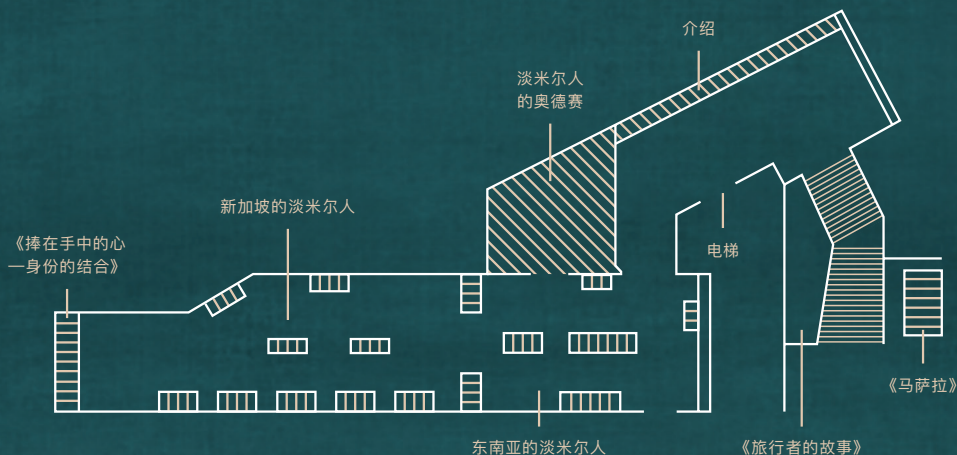 介绍
淡米尔人
的奥德赛
新加坡的淡米尔人
《捧在手中的心
—身份的结合》
电梯
《马萨拉》
东南亚的淡米尔人
《旅行者的故事》